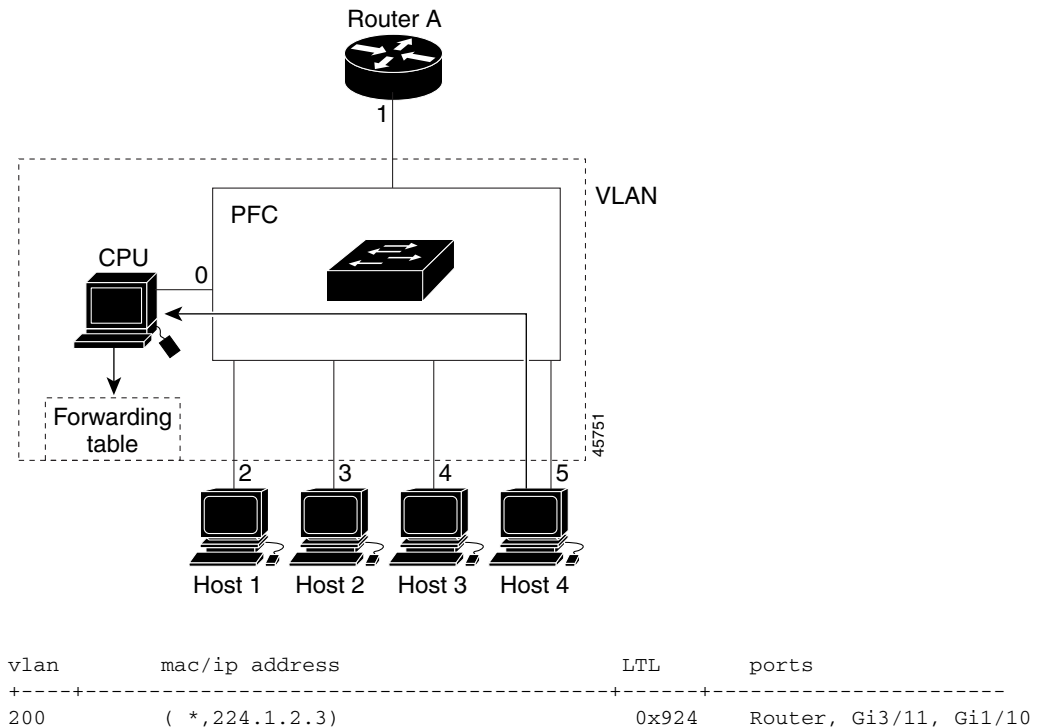 Router A
1
VLAN
PFC
CPU
0
Forwarding
table
45751
2 3 4 5
Host 1 Host 2 Host 3 Host 4
vlan mac/ip address LTL ports
+----+-----------------------------------------+------+-----------------------
200 ( *,224.1.2.3) 0x924 Router, Gi3/11, Gi1/10